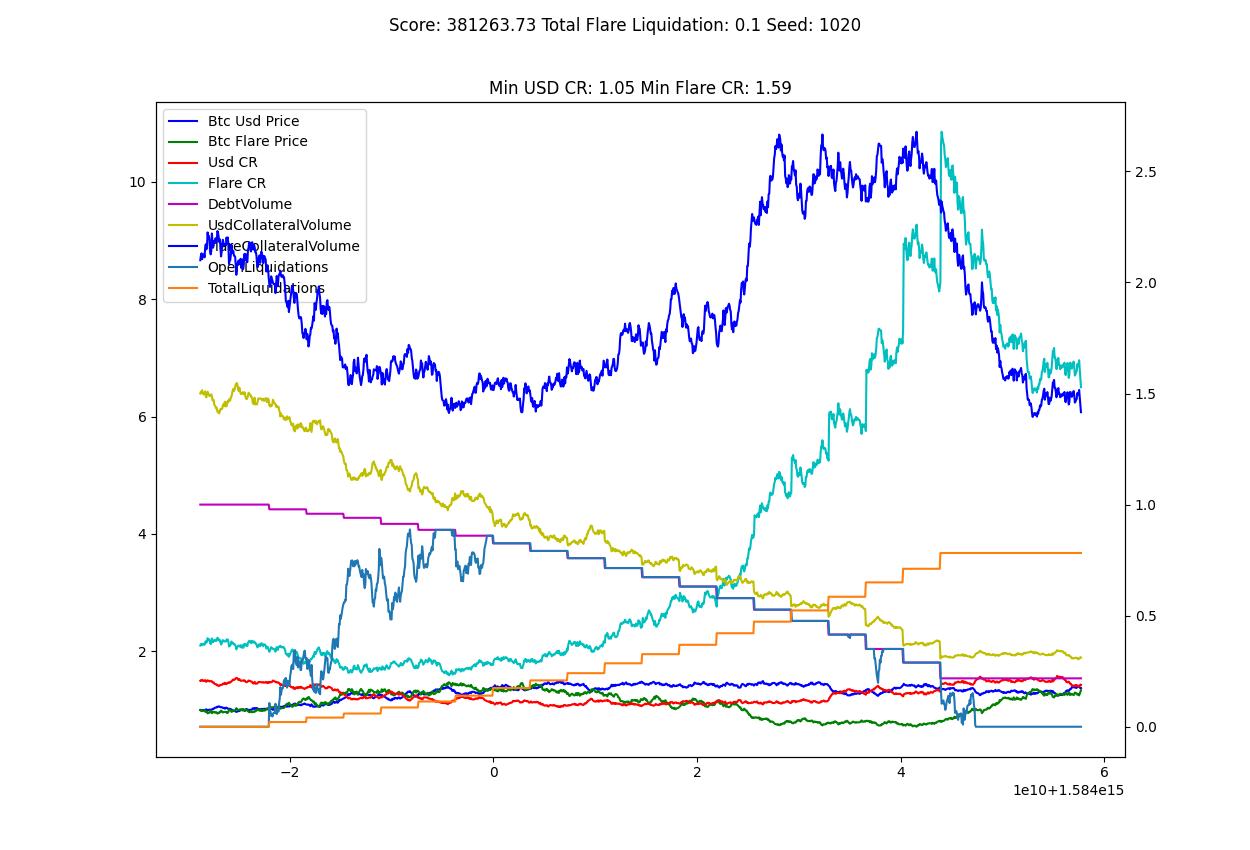 Score: 381263.73 Total Flare Liquidation: 0.1 Seed: 1020
Min USD CR: 1.05 Min Flare CR: 1.59
Btc Usd Price
Btc Flare Price
Usd CR
Flare CR
DebtVolume
UsdCollateralVolume
FlareCollateralVolume
OpenLiquidations
TotalLiquidations
10
8
6
4
2
2.5
2.0
1.5
1.0
0.5
0.0
−2
0
2
4
6
1e10+1.584e15